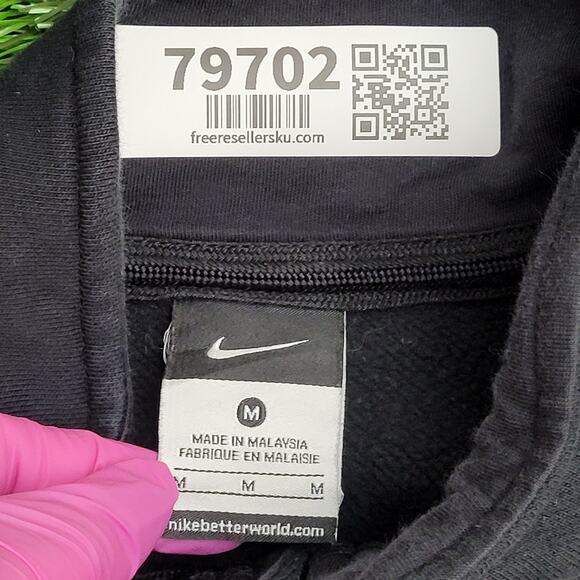 79702
freeresellersku.com
M
MADE IN MALAYSIA
FABRIQUE EN MALAISIE
M M M
nikebetterworld.com